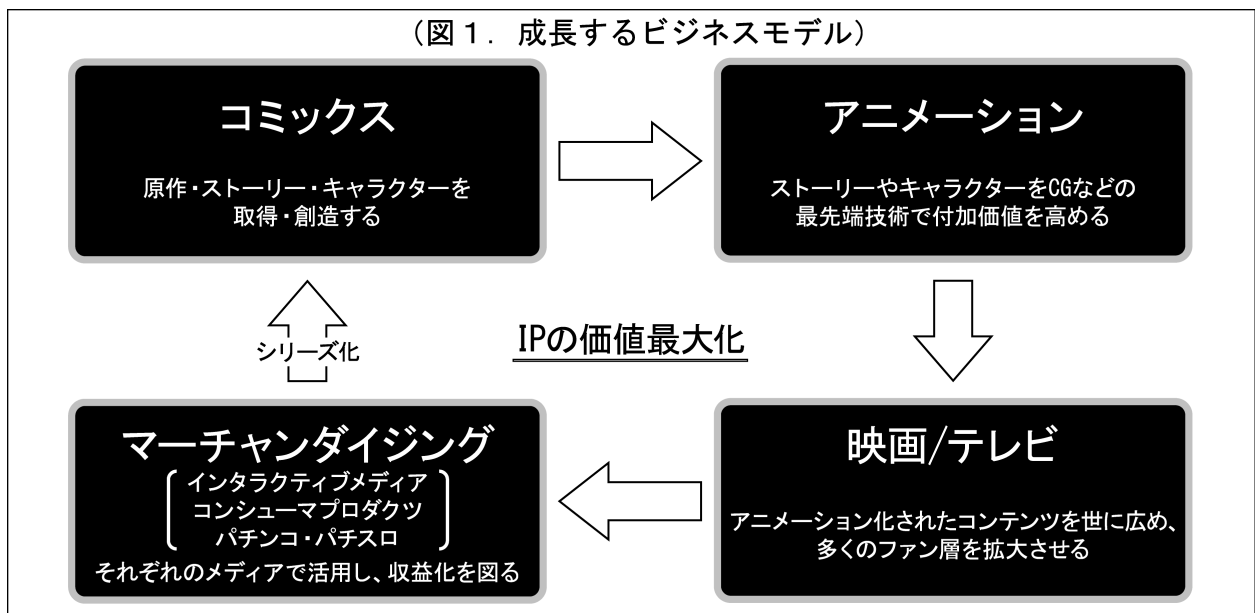 (図1. 成長するビジネスモデル)
コミックス
原作・ストーリー・キャラクターを
取得・創造する
アニメーション
ストーリーやキャラクターをCGなどの
最先端技術で付加価値を高める
シリーズ化
IPの価値最大化
マーチャンダイジング
インタラクティブメディア
コンシューマプロダクツ
パチンコ・パチスロ
それぞれのメディアで活用し、収益化を図る
映画/テレビ
アニメーション化されたコンテンツを世に広め、
多くのファン層を拡大させる